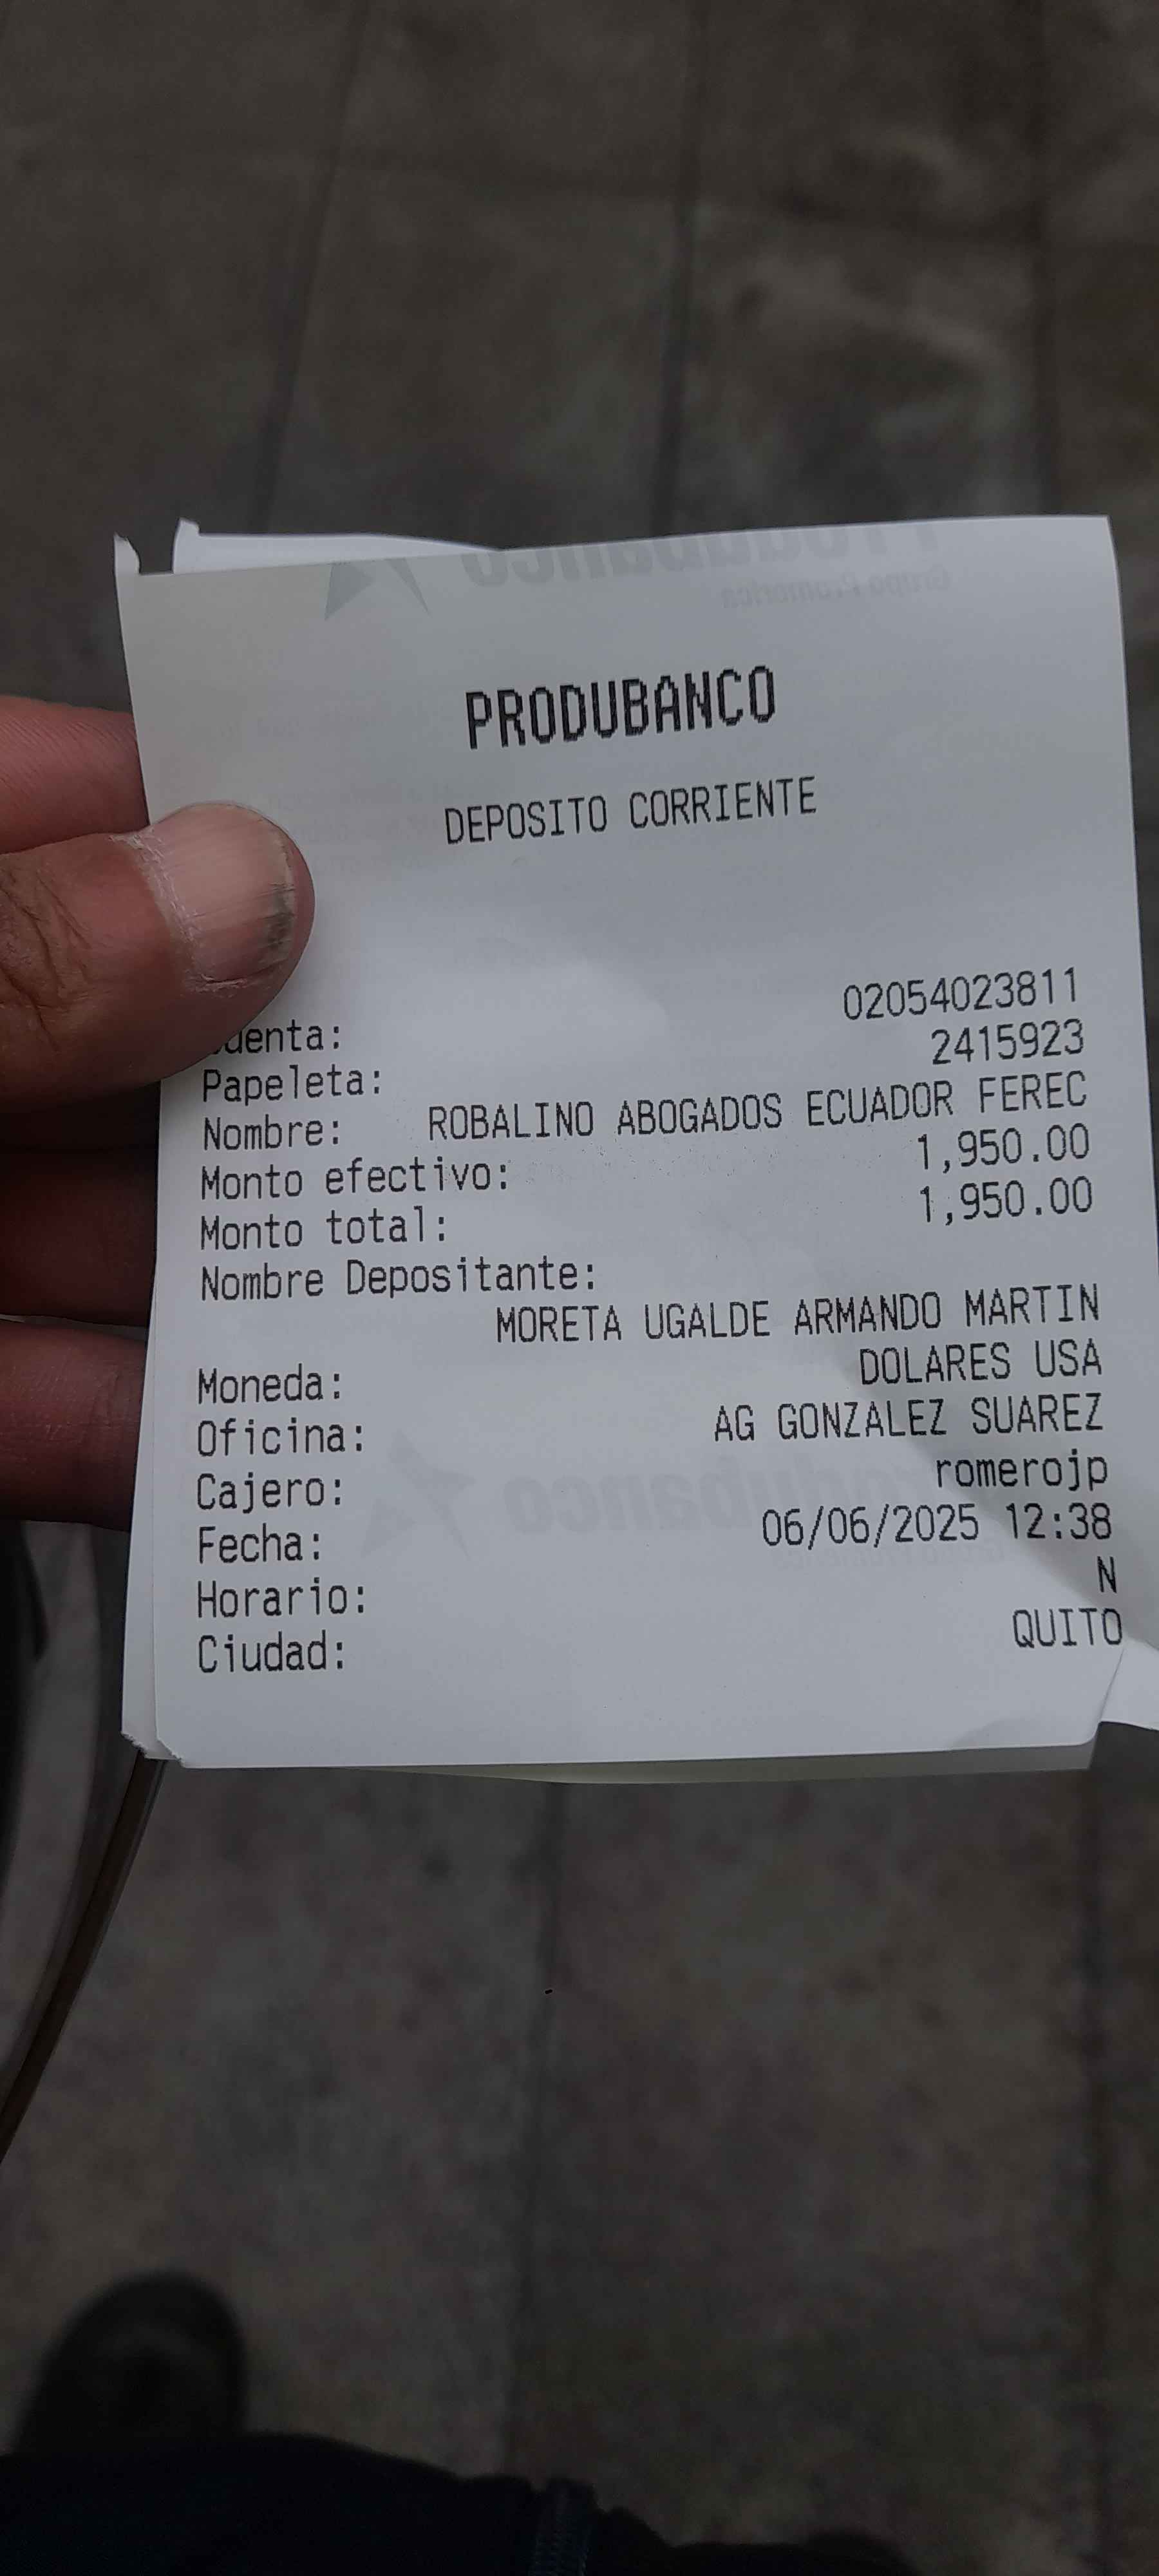 PRODUBANCO
DEPOSITO CORRIENTE
02054023811
Papeleta: 2415923
Nombre: ROBALINO ABOGADOS ECUADOR FEREC
Monto efectivo: 1,950.00
Monto total: 1,950.00
Nombre Depositante:
MORETA UGALDE ARMANDO MARTIN
Moneda: DOLARES USA
Oficina: AG GONZALEZ SUAREZ
Cajero: romerojp
Fecha: 06/06/2025 12:38
Horario: N
Ciudad: QUITO